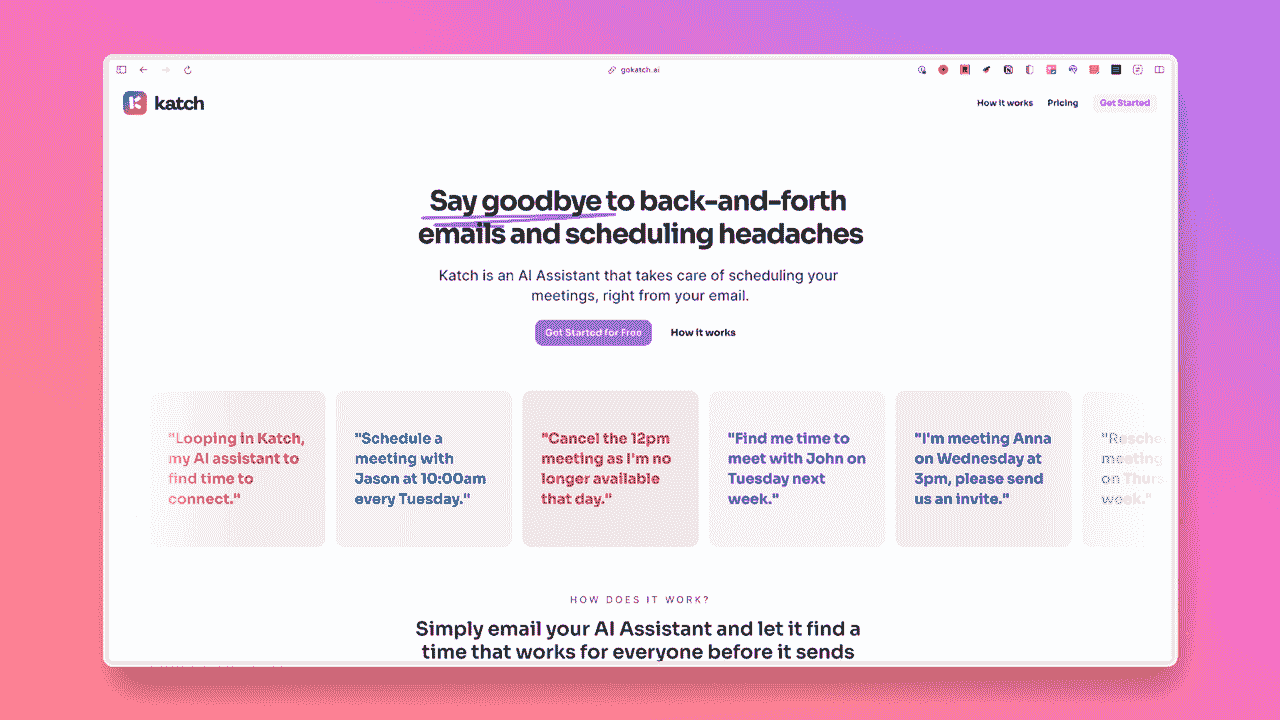 gokatch.ai
katch
How it works
Pricing
Get Started
Say goodbye to back-and-forth
emails and scheduling headaches
Katch is an AI Assistant that takes care of scheduling your
meetings, right from your email.
Get Started for Free
How it works
"Looping in Katch,
my AI assistant to
find time to
connect."
"Schedule a
meeting with
Jason at 10:00am
every Tuesday."
"Cancel the 12pm
meeting as I'm no
longer available
that day."
"Find me time to
meet with John on
Tuesday next
week."
"I'm meeting Anna
on Wednesday at
3pm, please send
us an invite."
"Resche
meeting
on Thurs
week."
HOW DOES IT WORK?
Simply email your AI Assistant and let it find a
time that works for everyone before it sends